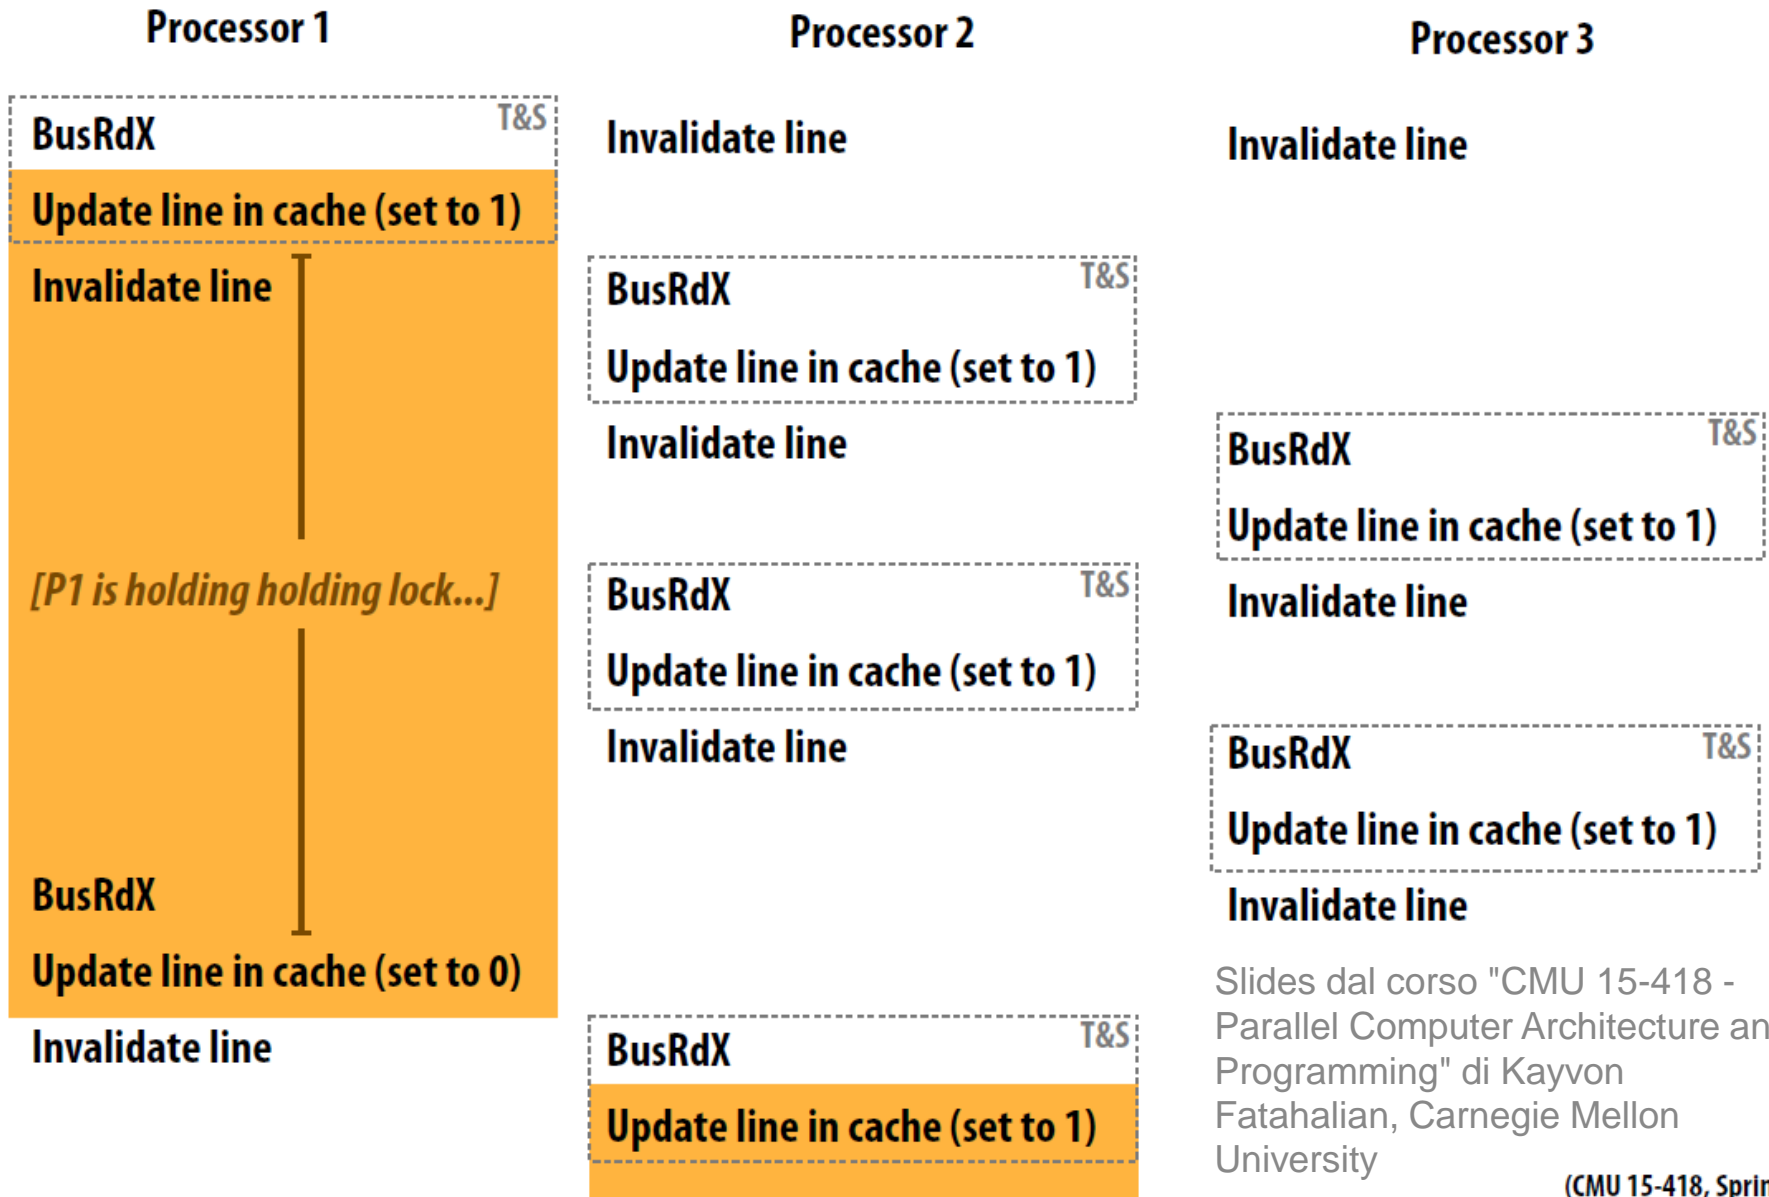 Processor 1
BusRdX
T&S
Update line in cache (set to 1)
Invalidate line
[P1 is holding holding lock...]
BusRdX
Update line in cache (set to 0)
Invalidate line
Processor 2
Invalidate line
BusRdX
T&S
Update line in cache (set to 1)
Invalidate line
BusRdX
T&S
Update line in cache (set to 1)
Invalidate line
BusRdX
T&S
Update line in cache (set to 1)
Processor 3
Invalidate line
BusRdX
T&S
Update line in cache (set to 1)
Invalidate line
BusRdX
T&S
Update line in cache (set to 1)
Invalidate line
Slides dal corso "CMU 15-418 -
Parallel Computer Architecture an
Programming" di Kayvon
Fatahalian, Carnegie Mellon
University
(CMU 15-418, Sprin